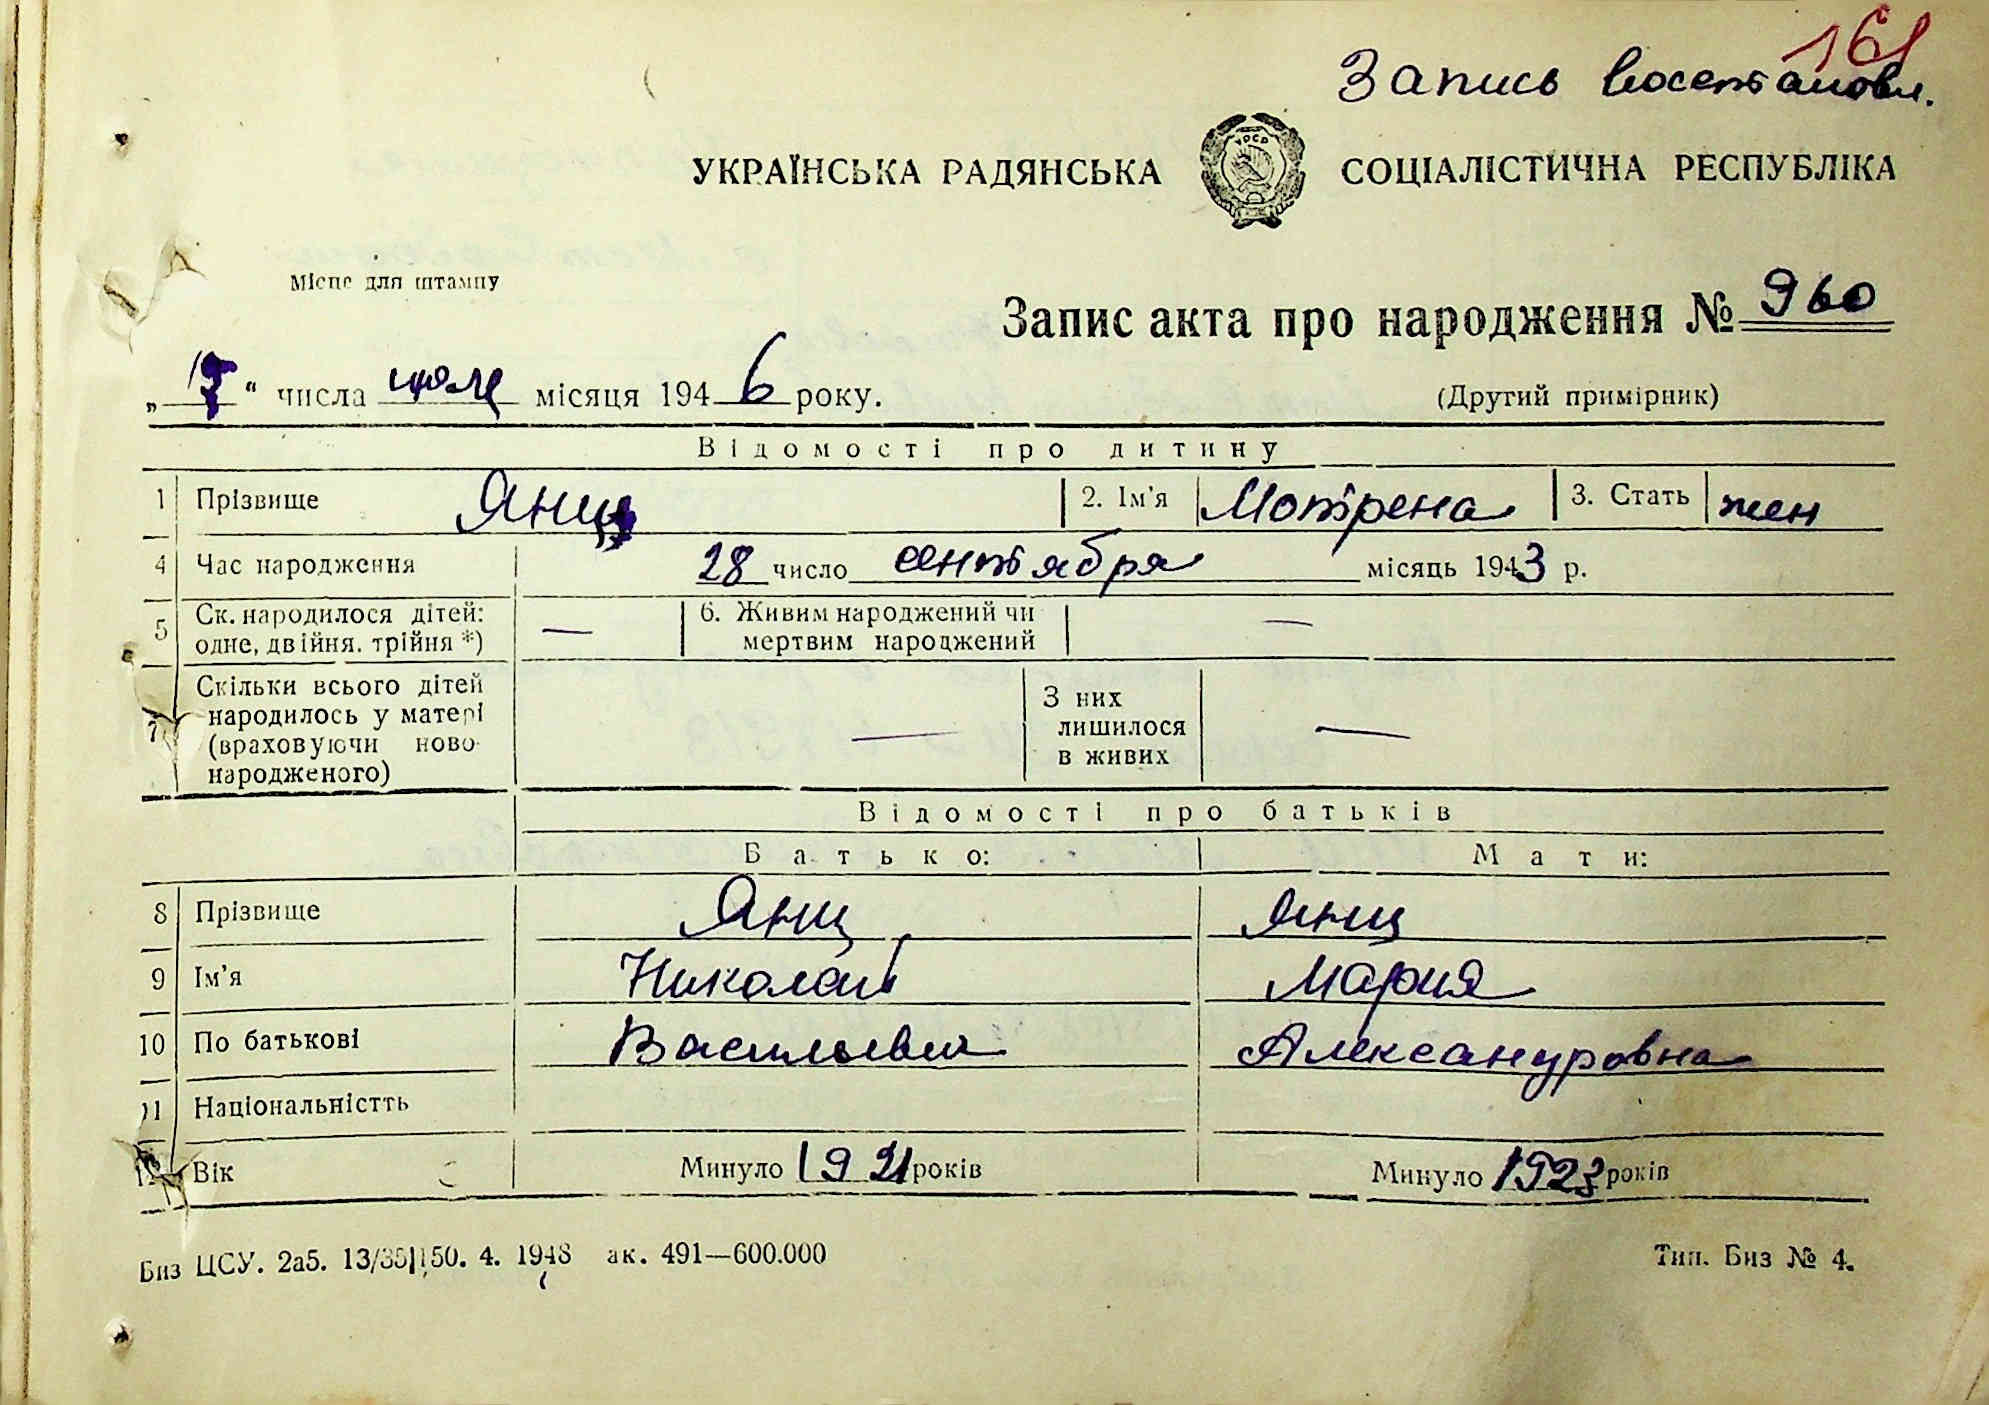 161
Запись восстановл.
УКРАЇНСЬКА РАДЯНСЬКА СОЦІАЛІСТИЧНА РЕСПУБЛІКА
УРСР
Місце для штампу
Запис акта про народження № 960
„17“ числа июля місяця 1946 року.
(Другий примірник)
Відомості про дитину
1 Прізвище Янц 2. Ім'я Мотрена 3. Стать жен
4 Час народження 28 число сентября місяць 1943 р.
5 Ск. народилося дітей: одне, двійня, трійня *) — 6. Живим народжений чи мертвим народжений —
7 Скільки всього дітей народилось у матері (враховуючи новонародженого) — З них лишилося в живих —
Відомості про батьків
Батько: Мати:
8 Прізвище Янц Янц
9 Ім'я Николай Мария
10 По батькові Васильевич Александровна
11 Національністть
12 Вік Минуло 1921 років Минуло 1923 років
Биз ЦСУ. 2а5. 13/35 150. 4. 1948 ак. 491—600.000 Тип. Биз № 4.